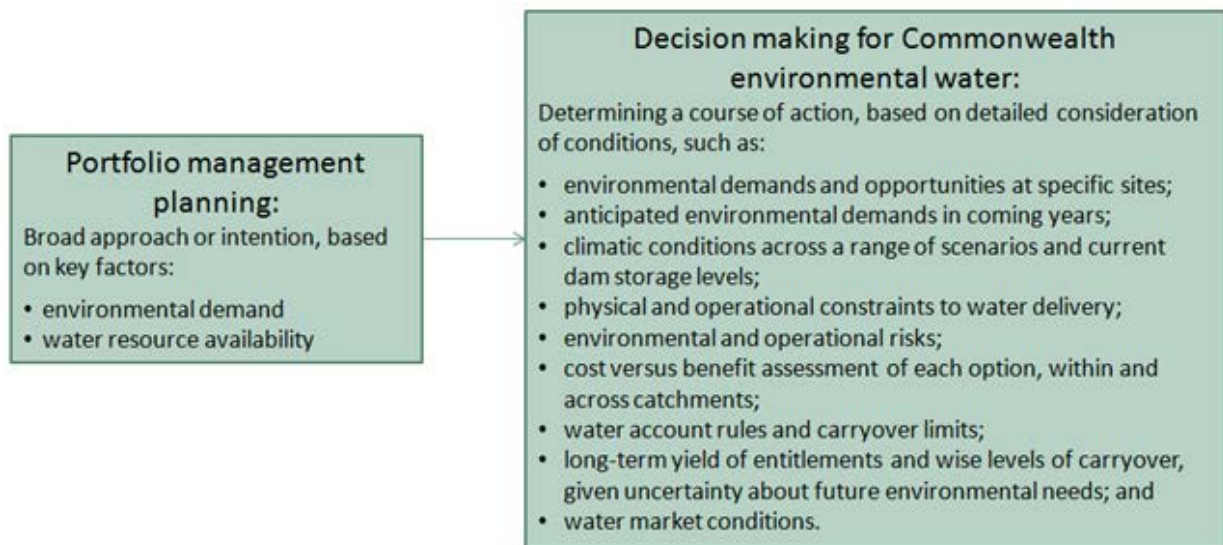 Portfolio management
planning:
Broad approach or intention, based
on key factors:
• environmental demand
• water resource availability
Decision making for Commonwealth
environmental water:
Determining a course of action, based on detailed consideration
of conditions, such as:
• environmental demands and opportunities at specific sites;
• anticipated environmental demands in coming years;
• climatic conditions across a range of scenarios and current
dam storage levels;
• physical and operational constraints to water delivery;
• environmental and operational risks;
• cost versus benefit assessment of each option, within and
across catchments;
• water account rules and carryover limits;
• long-term yield of entitlements and wise levels of carryover,
given uncertainty about future environmental needs; and
• water market conditions.